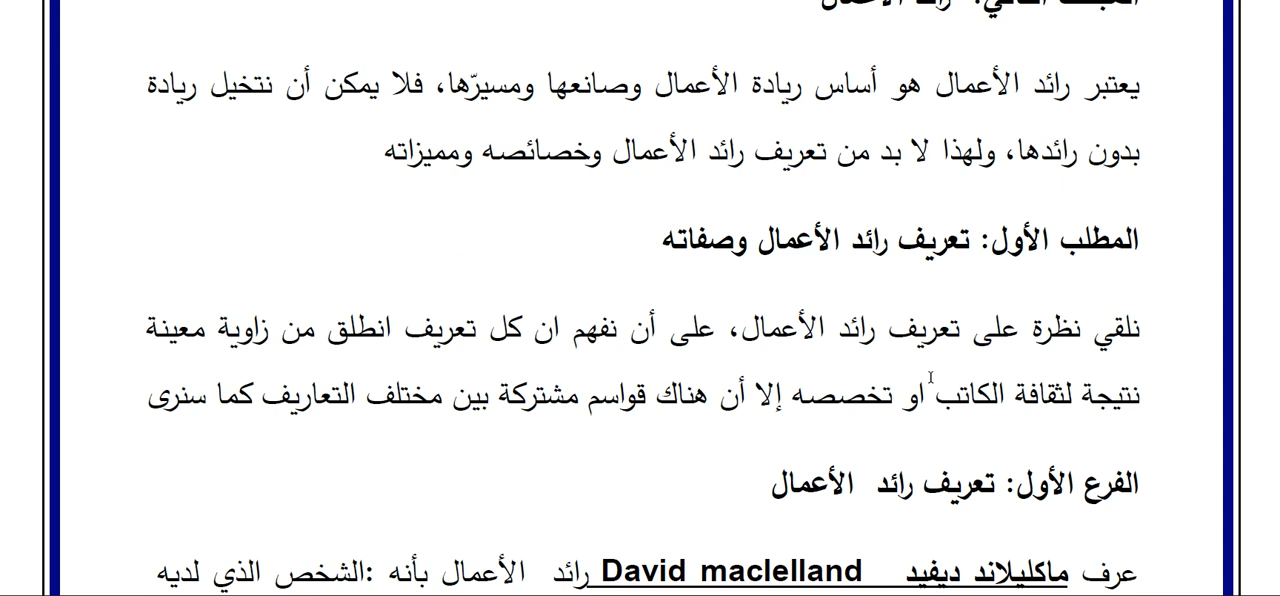 رائد الأعمال
يعتبر رائد الأعمال هو أساس ريادة الأعمال وصانعها ومسيرّها، فلا يمكن أن نتخيل ريادة
بدون رائدها، ولهذا لا بد من تعريف رائد الأعمال وخصائصه ومميزاته
المطلب الأول: تعريف رائد الأعمال وصفاته
نلقي نظرة على تعريف رائد الأعمال، على أن نفهم ان كل تعريف انطلق من زاوية معينة
نتيجة لثقافة الكاتب او تخصصه إلا أن هناك قواسم مشتركة بين مختلف التعاريف كما سنرى
الفرع الأول: تعريف رائد الأعمال
عرف ماكليلاند ديفيد David maclelland رائد الأعمال بأنه :الشخص الذي لديه